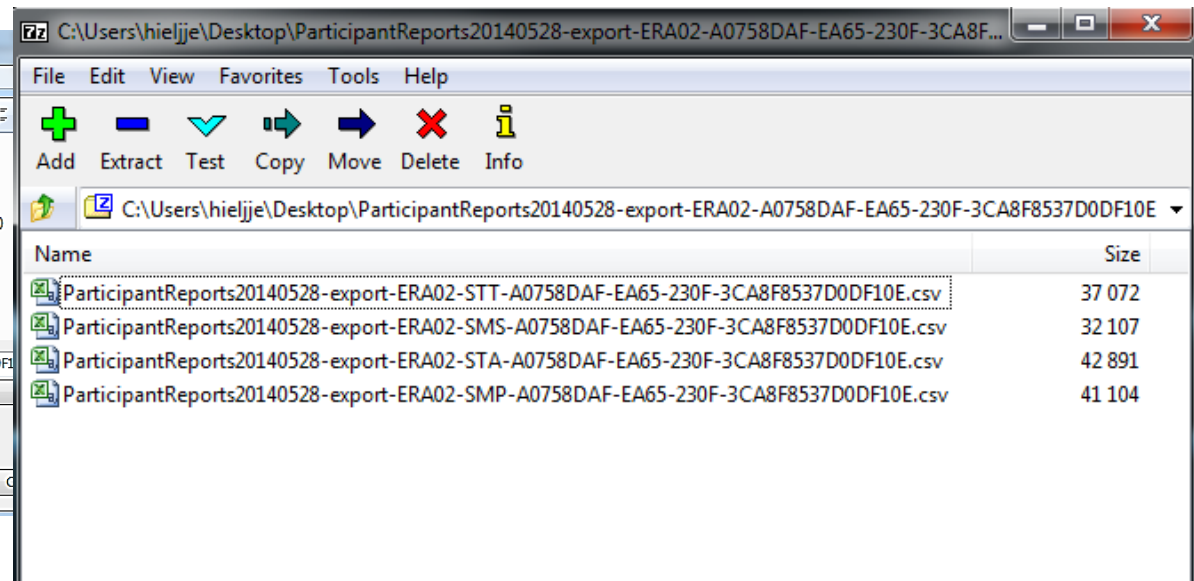 7z C:\Users\hieljje\Desktop\ParticipantReports20140528-export-ERA02-A0758DAF-EA65-230F-3CA8F...
File Edit View Favorites Tools Help
Add Extract Test Copy Move Delete Info
C:\Users\hieljje\Desktop\ParticipantReports20140528-export-ERA02-A0758DAF-EA65-230F-3CA8F8537D0DF10E
Name Size
ParticipantReports20140528-export-ERA02-STT-A0758DAF-EA65-230F-3CA8F8537D0DF10E.csv 37 072
ParticipantReports20140528-export-ERA02-SMS-A0758DAF-EA65-230F-3CA8F8537D0DF10E.csv 32 107
ParticipantReports20140528-export-ERA02-STA-A0758DAF-EA65-230F-3CA8F8537D0DF10E.csv 42 891
ParticipantReports20140528-export-ERA02-SMP-A0758DAF-EA65-230F-3CA8F8537D0DF10E.csv 41 104